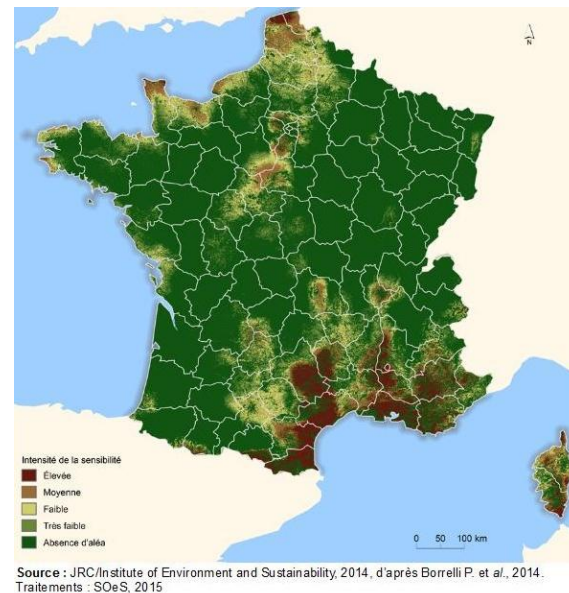 N
Intensité de la sensibilité
Élevée
Moyenne
Faible
Très faible
Absence d'aléa
0 50 100 km
Source : JRC/Institute of Environment and Sustainability, 2014, d'après Borrelli P. et al., 2014.
Traitements : SOeS, 2015